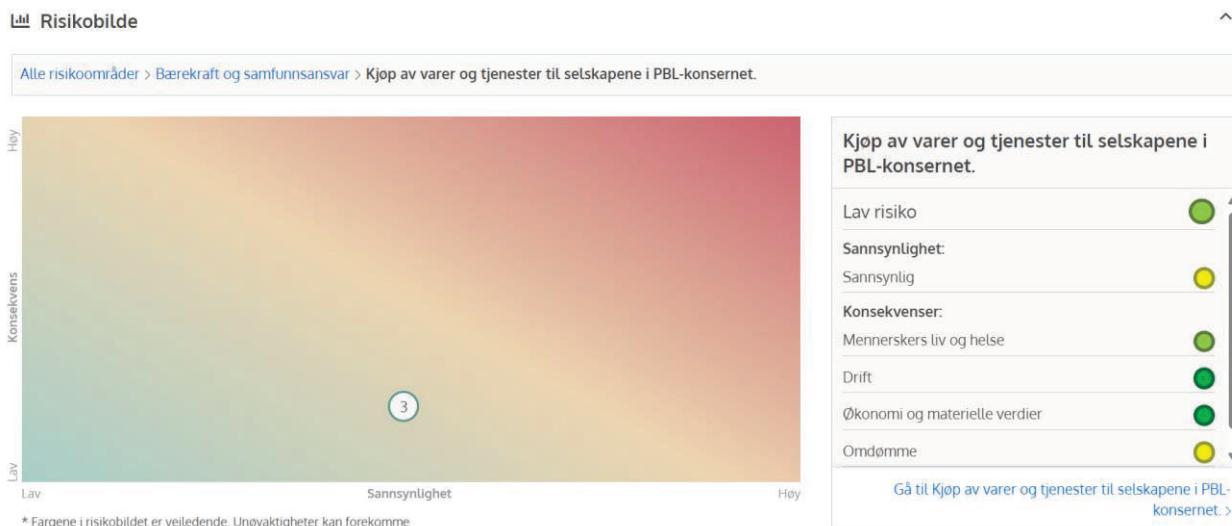 Risikobilde
Alle risikoområder > Bærekraft og samfunnsansvar > Kjøp av varer og tjenester til selskapene i PBL-konsernet.
Høy
Konsekvens
Lav
3
Lav
Sannsynlighet
Høy
* Fargene i risikobildet er veiledende. Unøyaktigheter kan forekomme
Kjøp av varer og tjenester til selskapene i
PBL-konsernet.
Lav risiko
Sannsynlighet:
Sannsynlig
Konsekvenser:
Menneskers liv og helse
Drift
Økonomi og materielle verdier
Omdømme
Gå til Kjøp av varer og tjenester til selskapene i PBL-
konsernet. >